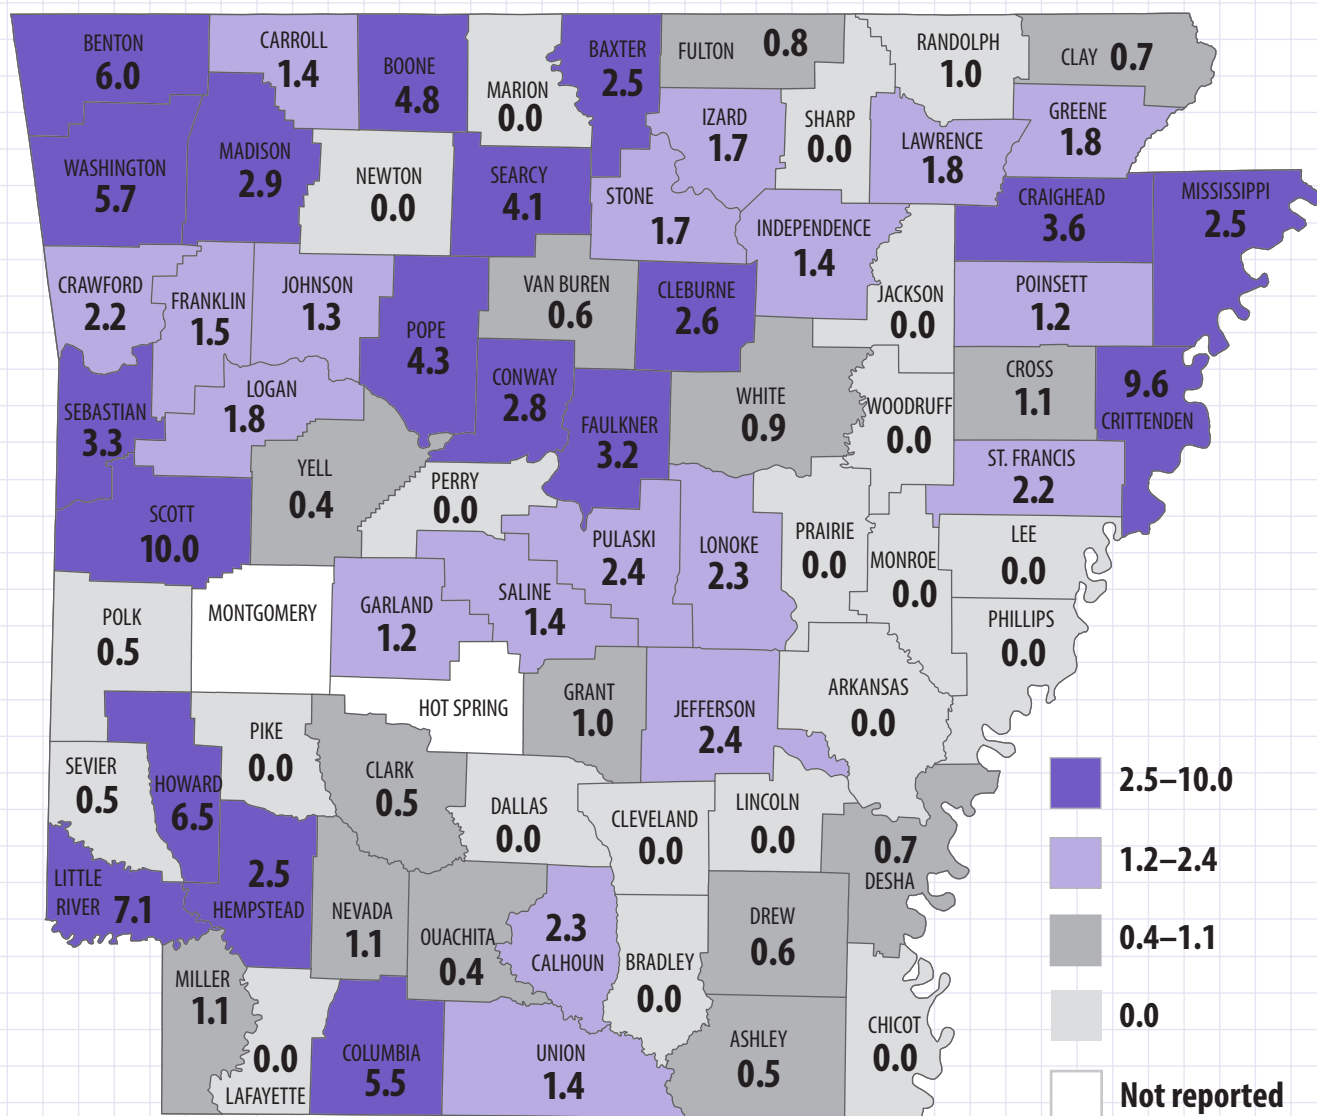 BENTON
6.0
CARROLL
1.4
BOONE
4.8
MARION
0.0
BAXTER
2.5
FULTON 0.8
RANDOLPH
1.0
CLAY 0.7
IZARD
1.7
SHARP
0.0
LAWRENCE
1.8
GREENE
1.8
WASHINGTON
5.7
MADISON
2.9
NEWTON
0.0
SEARCY
4.1
STONE
1.7
INDEPENDENCE
1.4
CRAIGHEAD
3.6
MISSISSIPPI
2.5
CRAWFORD
2.2
FRANKLIN
1.5
JOHNSON
1.3
POPE
4.3
VAN BUREN
0.6
CLEBURNE
2.6
JACKSON
0.0
POINSETT
1.2
SEBASTIAN
3.3
LOGAN
1.8
CONWAY
2.8
FAULKNER
3.2
WHITE
0.9
WOODRUFF
0.0
CROSS
1.1
9.6
CRITTENDEN
YELL
0.4
PERRY
0.0
ST. FRANCIS
2.2
SCOTT
10.0
PULASKI
2.4
LONOKE
2.3
PRAIRIE
0.0
MONROE
0.0
LEE
0.0
POLK
0.5
MONTGOMERY
GARLAND
1.2
SALINE
1.4
PHILLIPS
0.0
HOT SPRING
GRANT
1.0
JEFFERSON
2.4
ARKANSAS
0.0
SEVIER
0.5
HOWARD
6.5
PIKE
0.0
CLARK
0.5
DALLAS
0.0
CLEVELAND
0.0
LINCOLN
0.0
0.7
DESHA
LITTLE
RIVER 7.1
2.5
HEMPSTEAD
NEVADA
1.1
OUACHITA
0.4
2.3
CALHOUN
BRADLEY
0.0
DREW
0.6
MILLER
1.1
0.0
LAFAYETTE
COLUMBIA
5.5
UNION
1.4
ASHLEY
0.5
CHICOT
0.0
2.5–10.0
1.2–2.4
0.4–1.1
0.0
Not reported